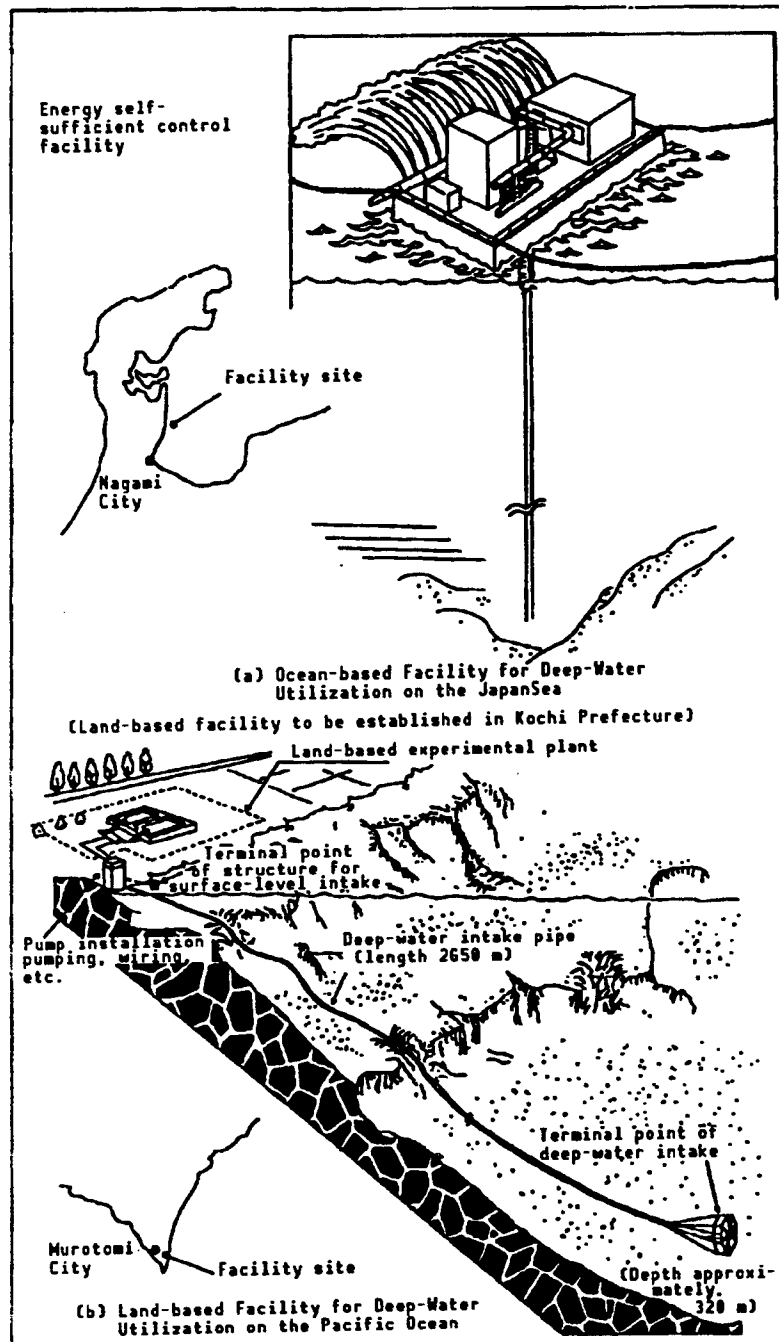 Energy self-
sufficient control
facility
Facility site
Nagami
City
(a) Ocean-based Facility for Deep-Water
Utilization on the JapanSea
(Land-based facility to be established in Kochi Prefecture)
Land-based experimental plant
Terminal point
of structure for
surface-level intake
Pump installation
pumping, wiring,
etc.
Deep-water intake pipe
(length 2650 m)
Terminal point of
deep-water intake
(Depth approxi-
mately.
320 m)
Murotomi
City
Facility site
(b) Land-based Facility for Deep-Water
Utilization on the Pacific Ocean